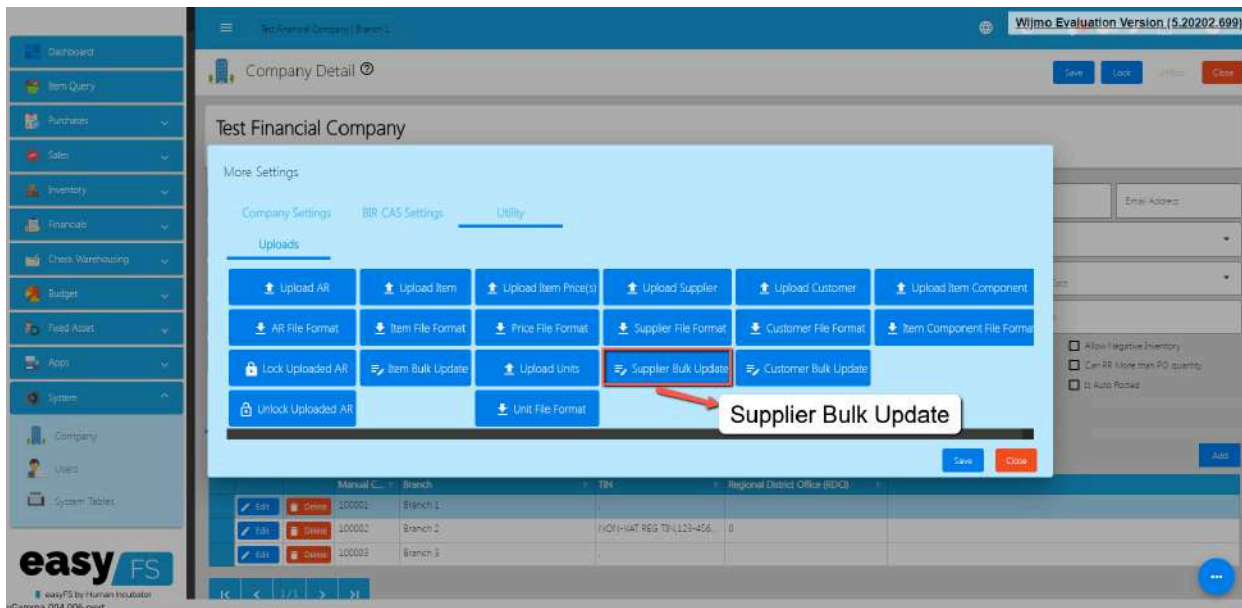 Test Financial Company | Branch 2
Wijmo Evaluation Version (5.20202.699)
Dashboard
Item Query
Purchases
Sales
Inventory
Financials
Check Warehousing
Budget
Fixed Asset
Apps
System
Company
Users
System Tables
easyFS
easyFS by Human Incubator
Company Detail
Save
Lock
Close
Test Financial Company
More Settings
Company Settings
BIR CAS Settings
Utility
Uploads
Upload AR
Upload Item
Upload Item Price(s)
Upload Supplier
Upload Customer
Upload Item Component
AR File Format
Item File Format
Price File Format
Supplier File Format
Customer File Format
Item Component File Forma
Lock Uploaded AR
Item Bulk Update
Upload Units
Supplier Bulk Update
Customer Bulk Update
Unlock Uploaded AR
Unit File Format
Supplier Bulk Update
Save
Close
Email Address
Allow Negative Inventory
Can RR More than PO quantity
Is Auto Posted
Add
Manual C...
Branch
TIN
Regional District Office (RDO)
Edit Delete 100001 Branch 1
Edit Delete 100002 Branch 2 NON-VAT REG TIN,123-456... 0
Edit Delete 100003 Branch 3
1/1